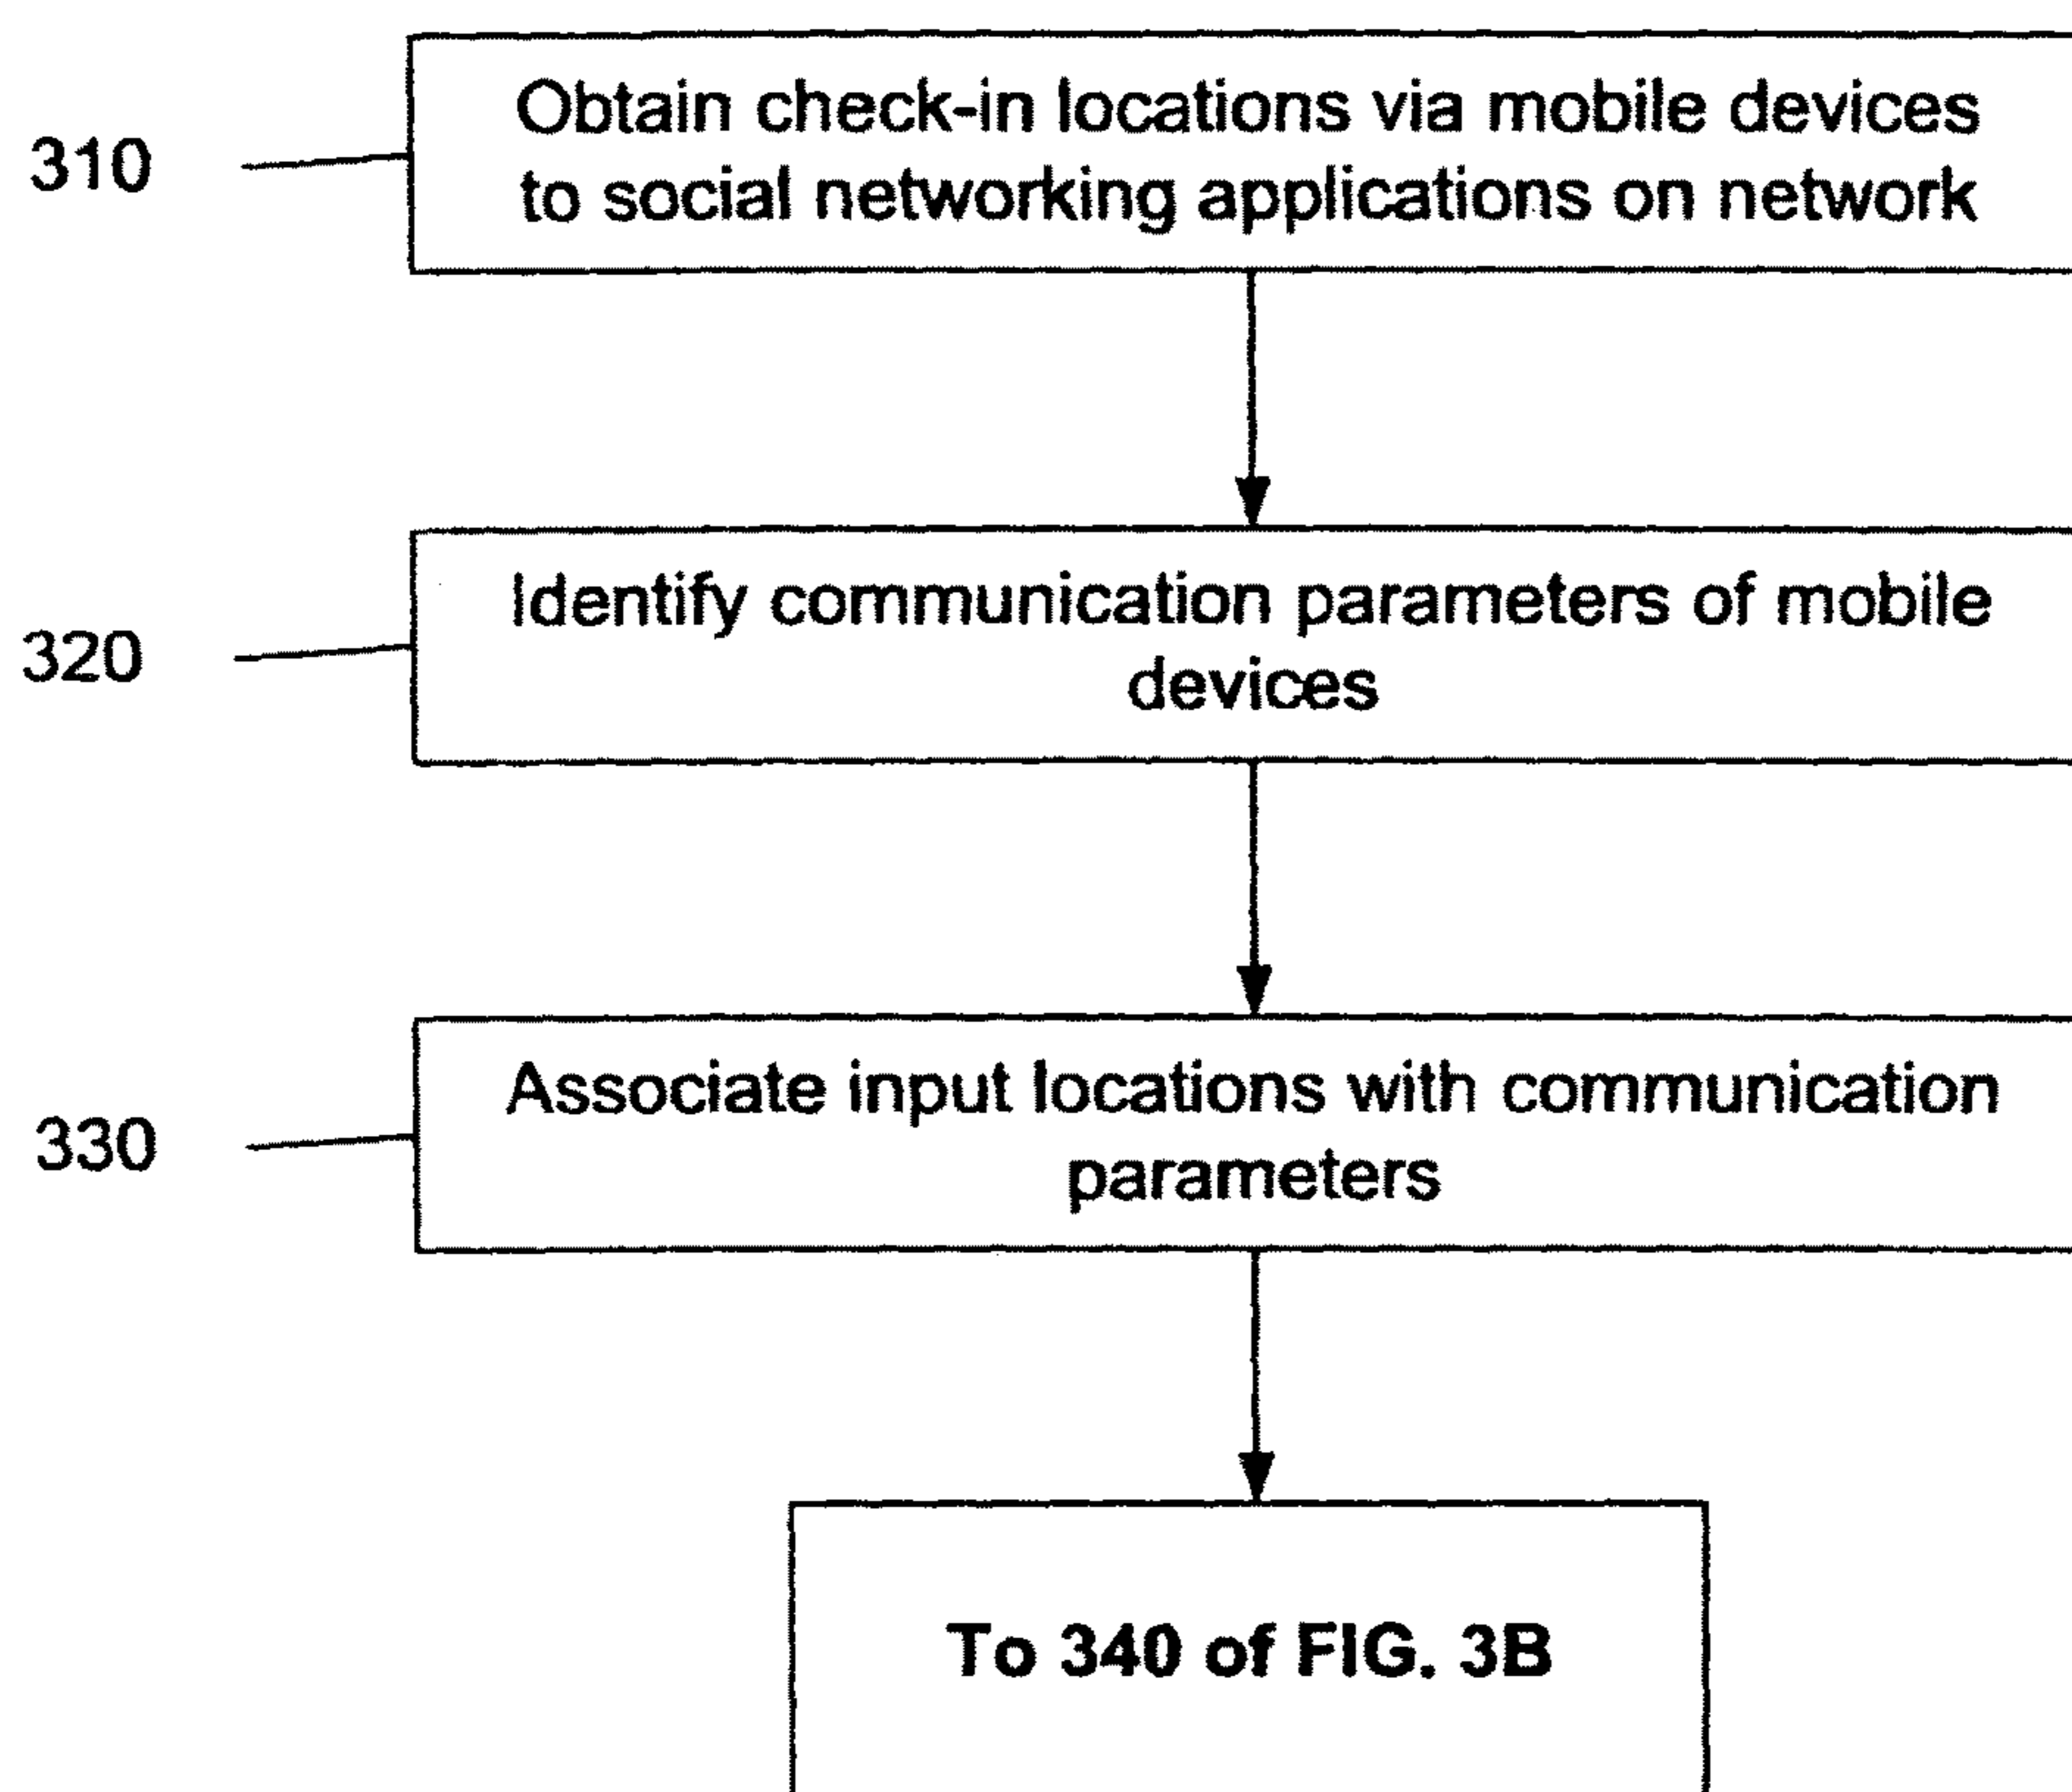 310
Obtain check-in locations via mobile devices
to social networking applications on network
320
Identify communication parameters of mobile
devices
330
Associate input locations with communication
parameters
To 340 of FIG. 3B